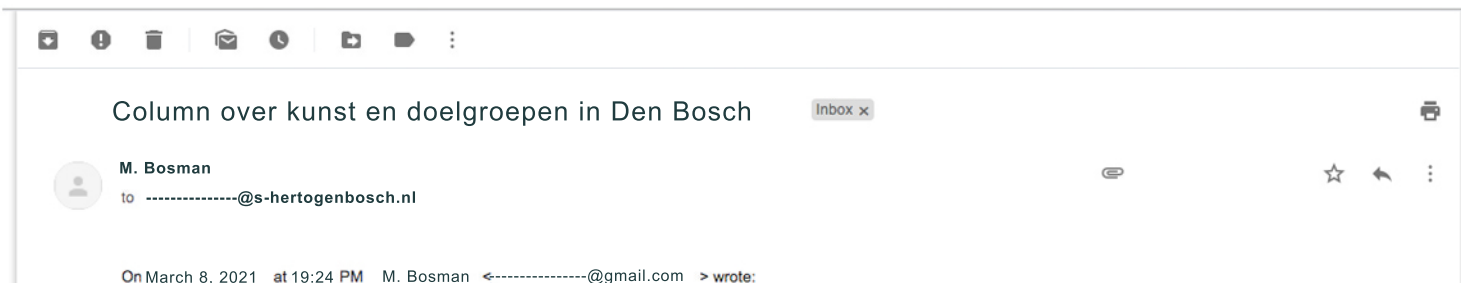 Column over kunst en doelgroepen in Den Bosch Inbox x
M. Bosman
to ---------------@s-hertogenbosch.nl
On March 8, 2021 at 19:24 PM M. Bosman <----------------@gmail.com > wrote: